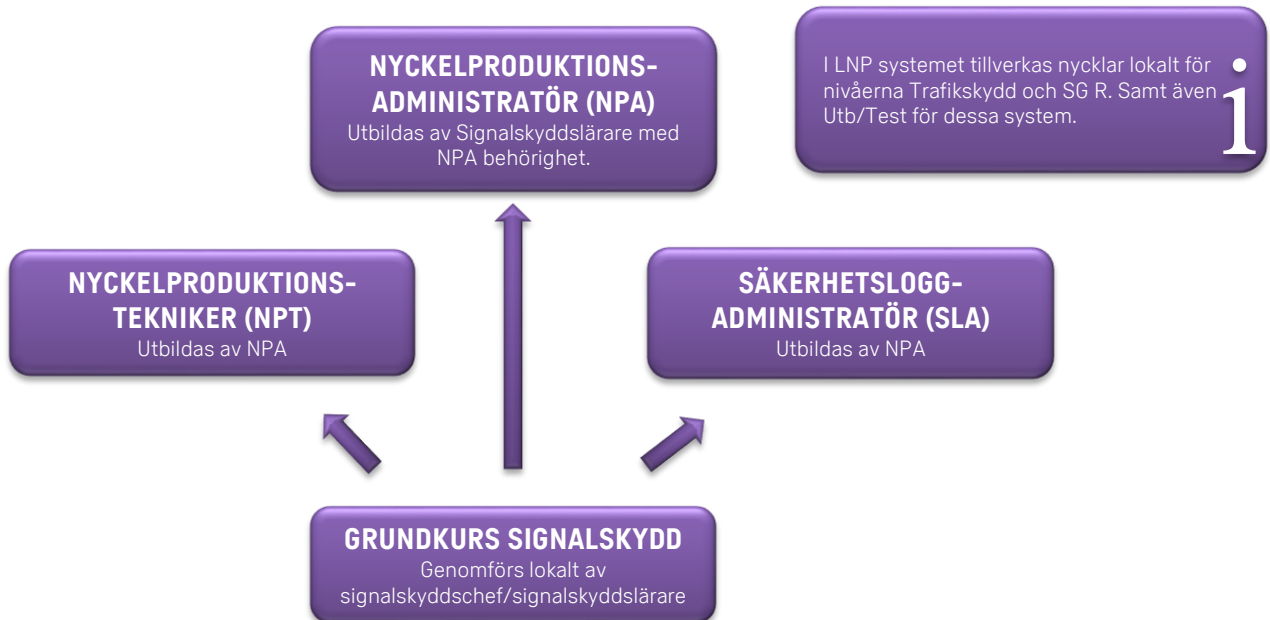 NYCKELPRODUKTIONS-
ADMINISTRATÖR (NPA)
Utbildas av Signalskyddslärare med
NPA behörighet.
I LNP systemet tillverkas nycklar lokalt för
nivåerna Trafikskydd och SG R. Samt även
Utb/Test för dessa system.
i
NYCKELPRODUKTIONS-
TEKNIKER (NPT)
Utbildas av NPA
SÄKERHETSLOGG-
ADMINISTRATÖR (SLA)
Utbildas av NPA
GRUNDKURS SIGNALSKYDD
Genomförs lokalt av
signalskyddschef/signalskyddslärare